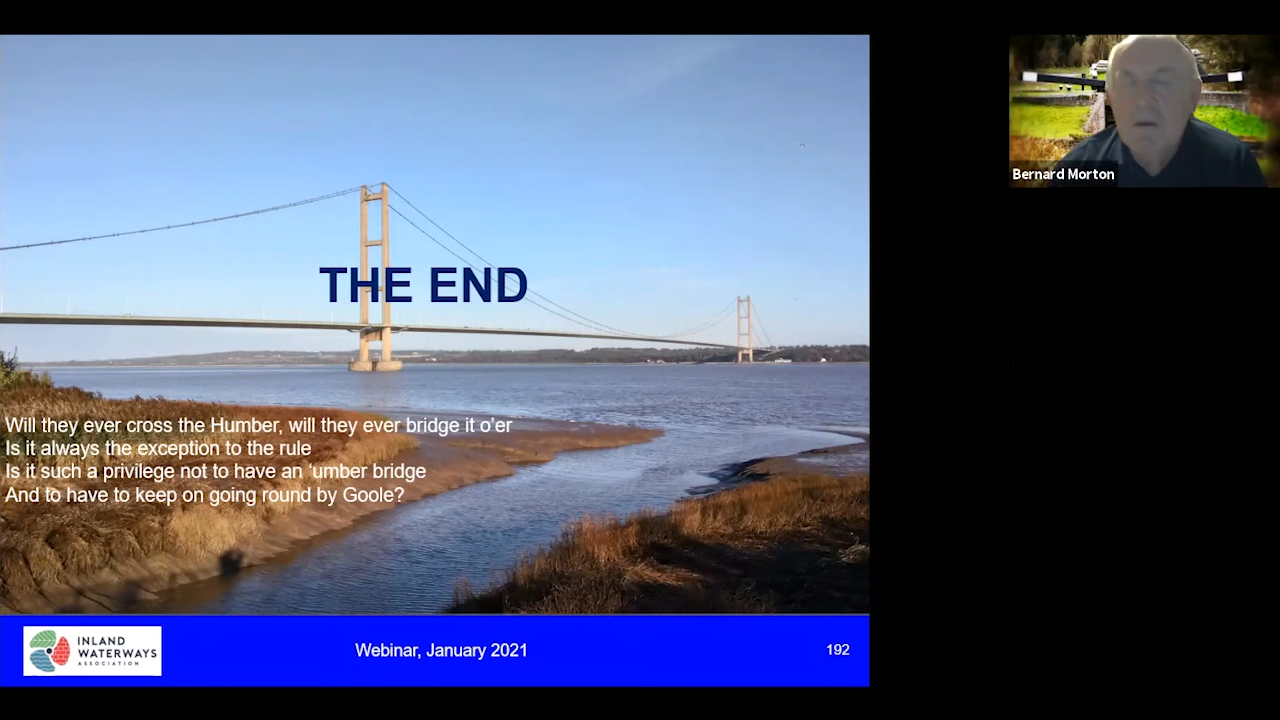 Bernard Morton
THE END
Will they ever cross the Humber, will they ever bridge it o’er
Is it always the exception to the rule
Is it such a privilege not to have an ‘umber bridge
And to have to keep on going round by Goole?
INLAND
WATERWAYS
ASSOCIATION
Webinar, January 2021
192